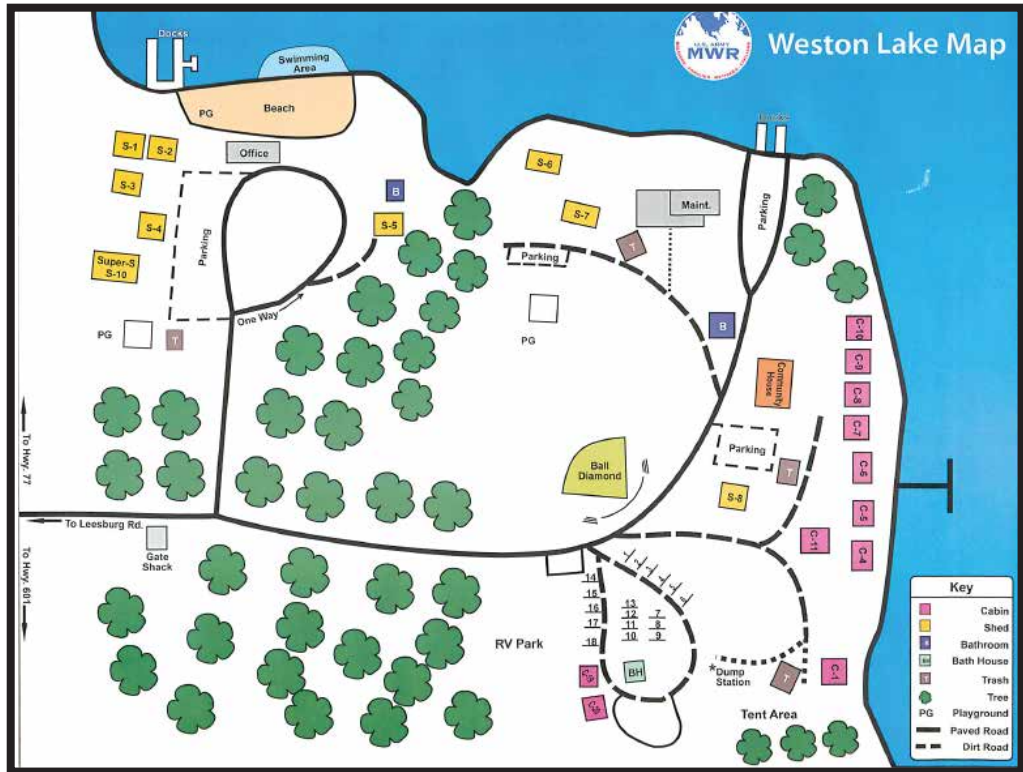 Docks
Swimming
Area
U.S. ARMY
MWR
Weston Lake Map
PG
Beach
Docks
S-1
S-2
Office
S-6
S-3
B
Maint.
S-7
S-4
S-5
Parking
Parking
T
Super-S
S-10
Parking
One Way
PG
T
PG
B
C-10
C-9
Community
House
C-8
C-7
Parking
Ball
Diamond
T
C-6
S-8
To Hwy. 77
C-5
To Leesburg Rd.
C-11
C-4
Gate
Shack
To Hwy. 601
14
15
16
17
18
13
12
11
10
7
8
9
RV Park
BH
*Dump
Station
T
C-1
Tent Area
Key
Cabin
Shed
Bathroom
BH
Bath House
T
Trash
Tree
PG
Playground
Paved Road
Dirt Road